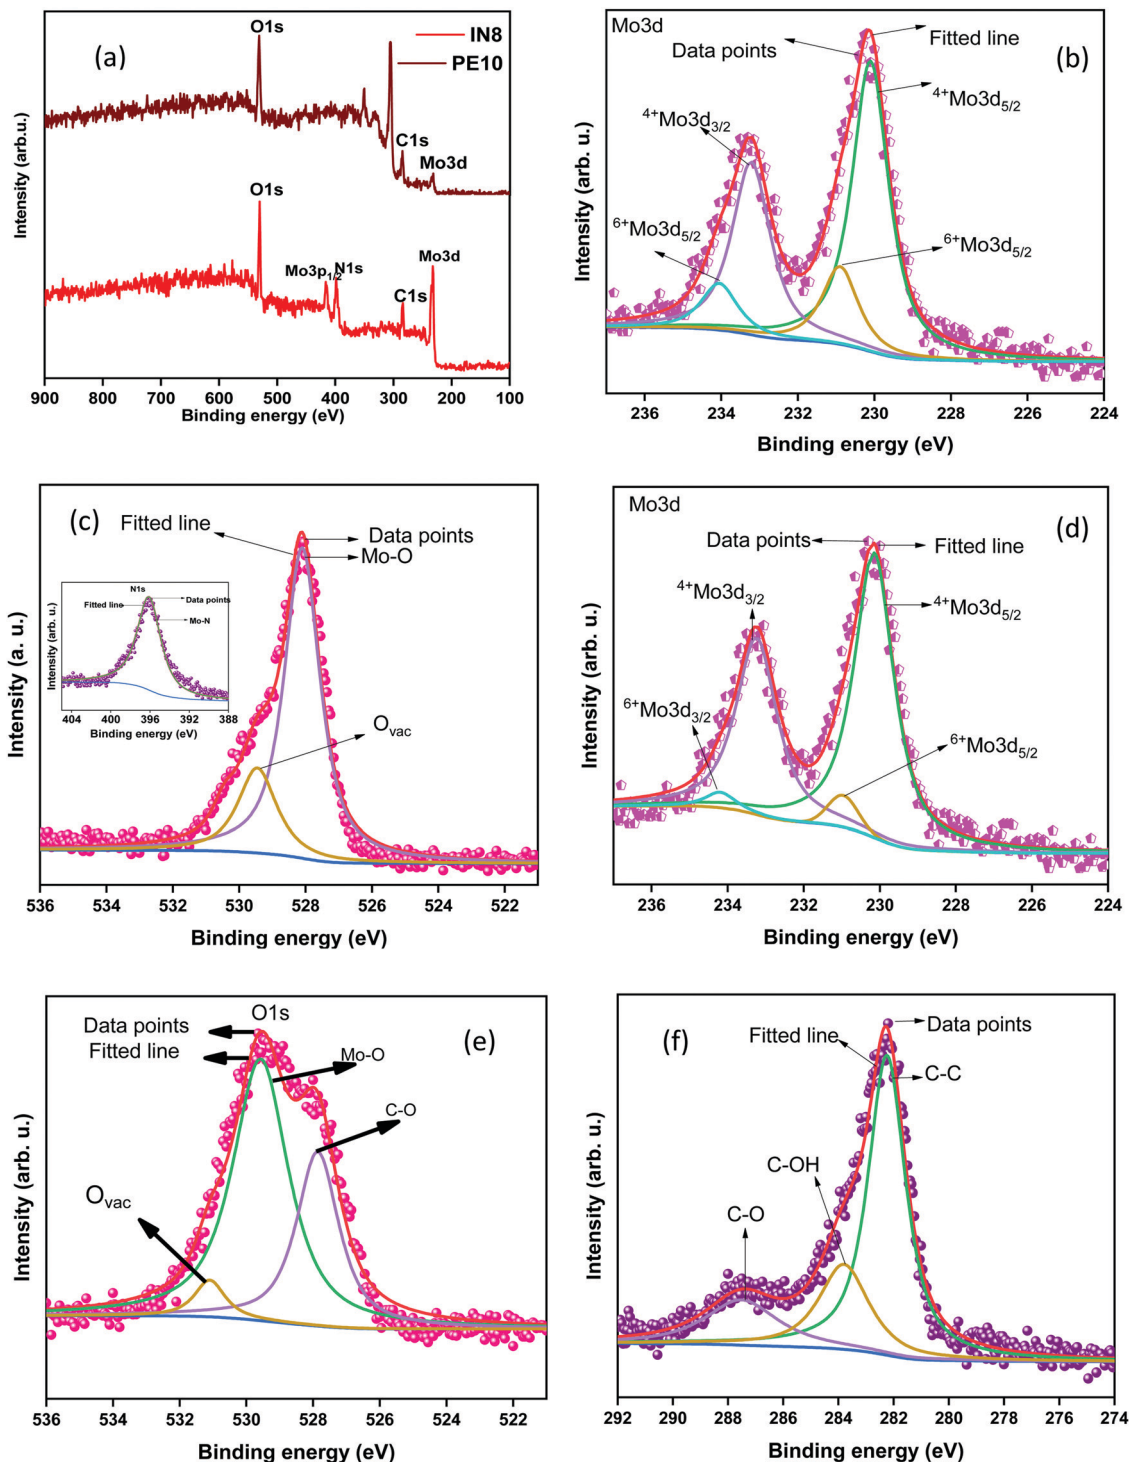 (a)
O1s
IN8
PE10
C1s
Mo3d
O1s
Mo3p1/2
N1s
C1s
Mo3d
Intensity (arb.u.)
900 800 700 600 500 400 300 200 100
Binding energy (eV)
Mo3d
(b)
Data points
Fitted line
4+Mo3d5/2
4+Mo3d3/2
6+Mo3d5/2
6+Mo3d5/2
Intensity (arb. u.)
236 234 232 230 228 226 224
Binding energy (eV)
(c)
Fitted line
Data points
Mo-O
Ovac
N1s
Data points
Fitted line
Mo-N
Intensity (arb. u.)
404 400 396 392 388
Binding energy (eV)
Intensity (a. u.)
536 534 532 530 528 526 524 522
Binding energy (eV)
Mo3d
(d)
Data points
Fitted line
4+Mo3d3/2
4+Mo3d5/2
6+Mo3d3/2
6+Mo3d5/2
Intensity (arb. u.)
236 234 232 230 228 226 224
Binding energy (eV)
O1s
(e)
Data points
Fitted line
Mo-O
C-O
Ovac
Intensity (arb. u.)
536 534 532 530 528 526 524 522
Binding energy (eV)
(f)
Data points
Fitted line
C-C
C-OH
C-O
Intensity (arb. u.)
292 290 288 286 284 282 280 278 276 274
Binding energy (eV)